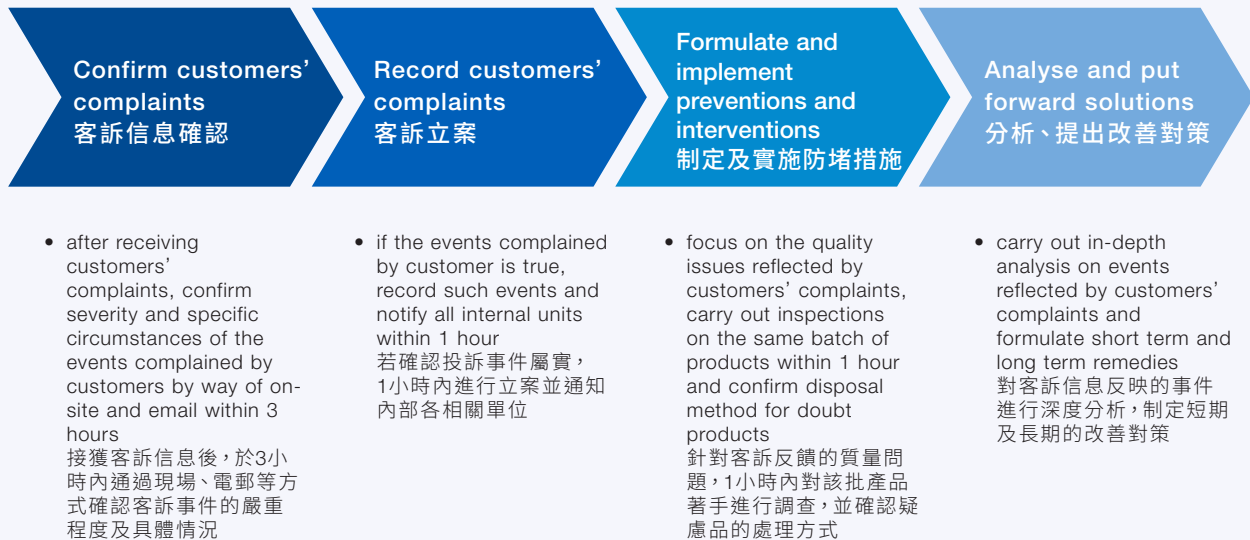 Confirm customers’
complaints
客訴信息確認
Record customers’
complaints
客訴立案
Formulate and
implement
preventions and
interventions
制定及實施防堵措施
Analyse and put
forward solutions
分析、提出改善對策
• after receiving
customers’
complaints, confirm
severity and specific
circumstances of the
events complained by
customers by way of on-
site and email within 3
hours
接獲客訴信息後，於3小
時內通過現場、電郵等方
式確認客訴事件的嚴重
程度及具體情況
• if the events complained
by customer is true,
record such events and
notify all internal units
within 1 hour
若確認投訴事件屬實，
1小時內進行立案並通知
內部各相關單位
• focus on the quality
issues reflected by
customers’ complaints,
carry out inspections
on the same batch of
products within 1 hour
and confirm disposal
method for doubt
products
針對客訴反饋的質量問
題，1小時內對該批產品
著手進行調查，並確認疑
慮品的處理方式
• carry out in-depth
analysis on events
reflected by customers’
complaints and
formulate short term and
long term remedies
對客訴信息反映的事件
進行深度分析，制定短期
及長期的改善對策